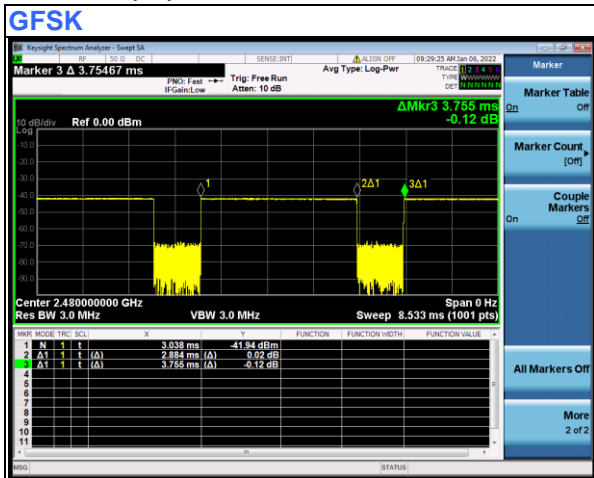 GFSK
Keysight Spectrum Analyzer - Swept SA
RF 50 Ω DC SENSE:INT ALIGN OFF 09:29:25 AM Jan 06, 2022
Marker 3 Δ 3.75467 ms
PNO: Fast Trig: Free Run Avg Type: Log-Pwr TRACE 1 2 3 4 5 6
TYPE WWWWWW
IFGain:Low Atten: 10 dB DET N N N N N N
Marker
Marker Table
On Off
Marker Count
[Off]
Couple Markers
On Off
All Markers Off
More
2 of 2
ΔMkr3 3.755 ms
10 dB/div Ref 0.00 dBm -0.12 dB
Log
-10.0
-20.0
-30.0
-40.0
-50.0
-60.0
-70.0
-80.0
-90.0
1
2Δ1
3Δ1
Center 2.480000000 GHz Span 0 Hz
Res BW 3.0 MHz VBW 3.0 MHz Sweep 8.533 ms (1001 pts)
MKR MODE TRC SCL X Y FUNCTION FUNCTION WIDTH FUNCTION VALUE
1 N 1 t 3.038 ms -41.94 dBm
2 Δ1 1 t (Δ) 2.884 ms (Δ) 0.02 dB
3 Δ1 1 t (Δ) 3.755 ms (Δ) -0.12 dB
4
5
6
7
8
9
10
11
MSG STATUS